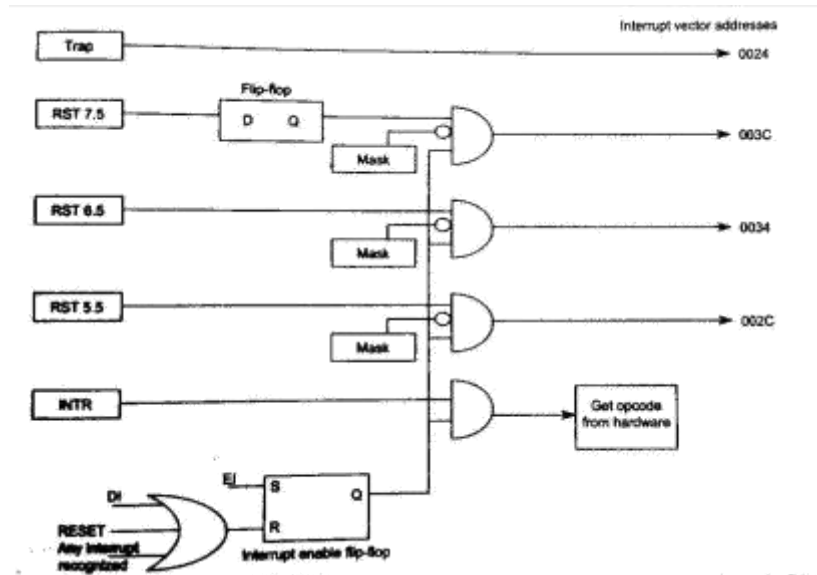 Interrupt vector addresses
Trap
0024
Flip-flop
RST 7.5
D Q
003C
Mask
RST 6.5
0034
Mask
RST 5.5
002C
Mask
INTR
Get opcode
from hardware
EI
S
Q
DI
R
RESET
Any interrupt
recognized
Interrupt enable flip-flop